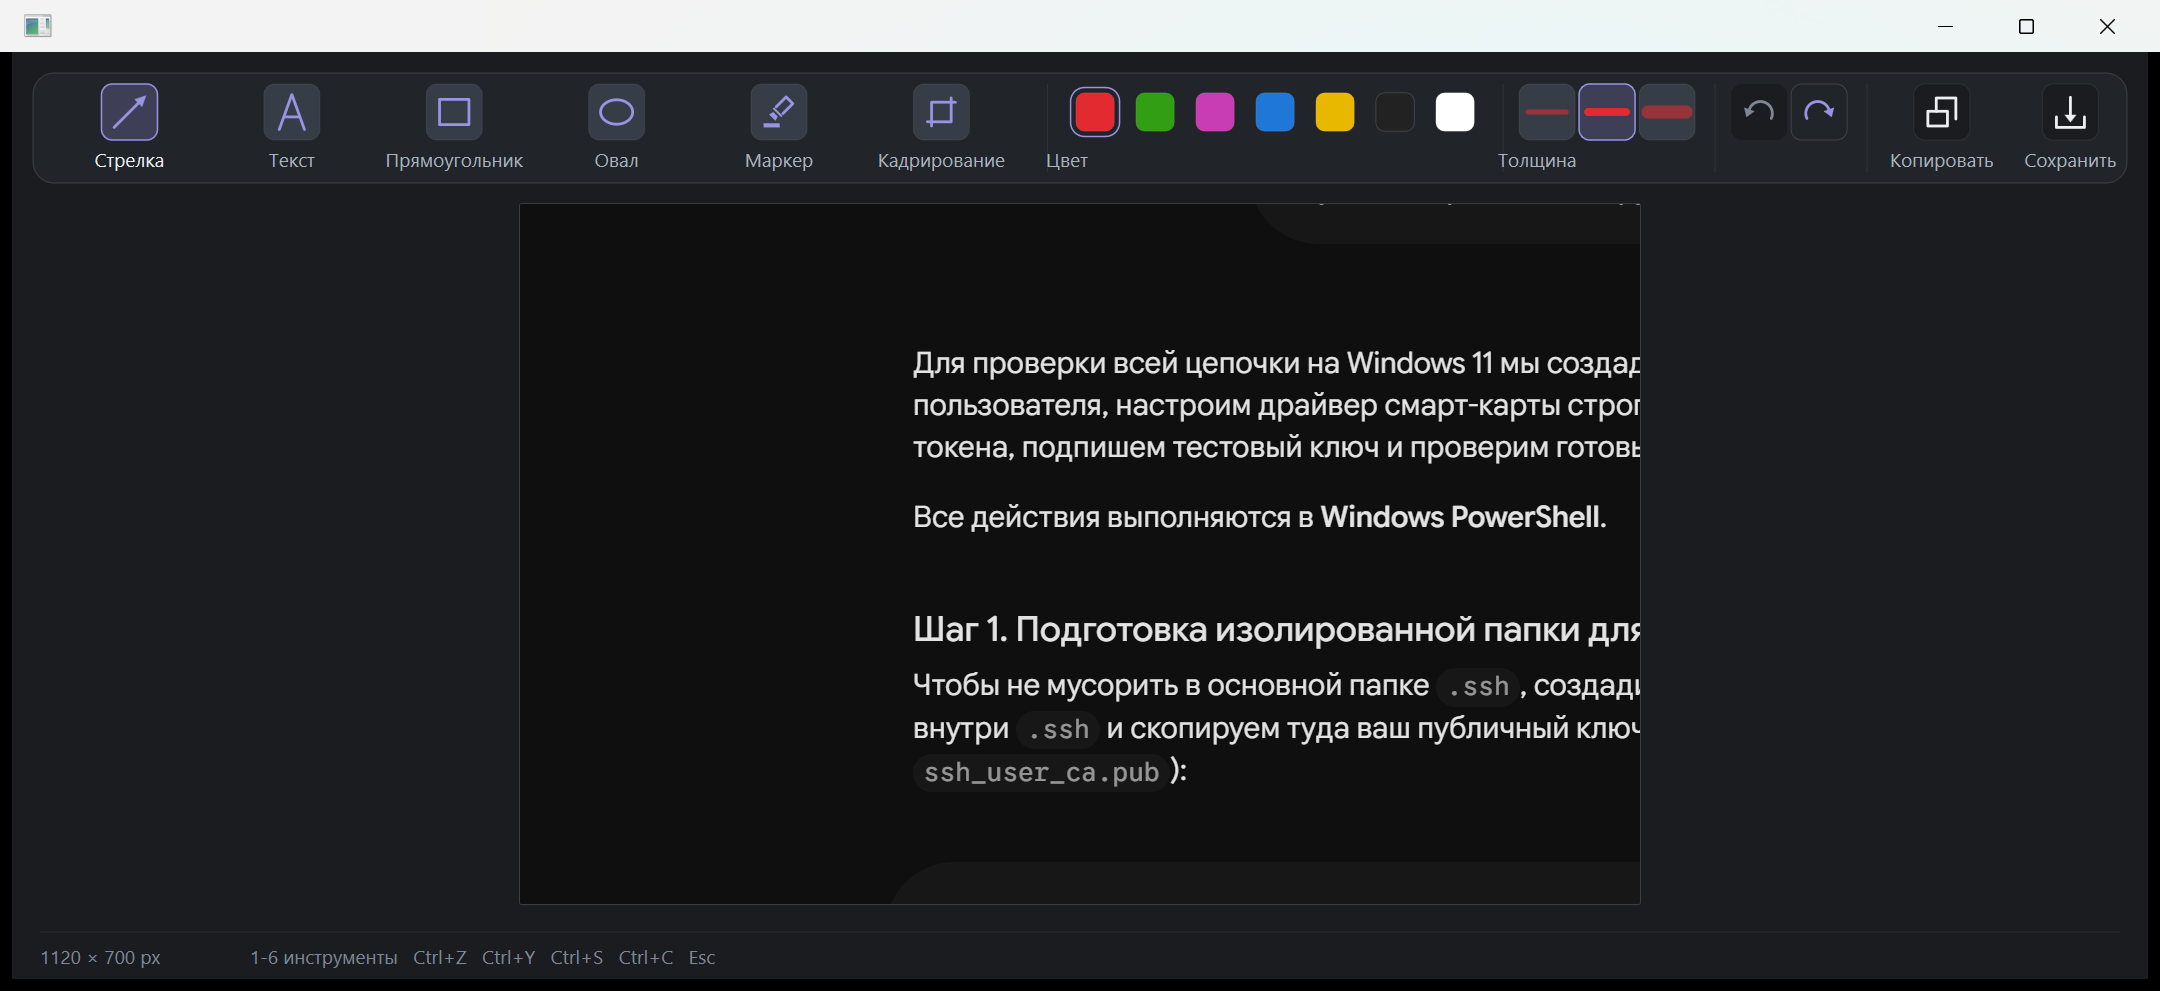 Стрелка
Текст
Прямоугольник
Овал
Маркер
Кадрирование
Цвет
Толщина
Копировать
Сохранить
Для проверки всей цепочки на Windows 11 мы создад
пользователя, настроим драйвер смарт-карты строг
токена, подпишем тестовый ключ и проверим готовы
Все действия выполняются в Windows PowerShell.
Шаг 1. Подготовка изолированной папки для
Чтобы не мусорить в основной папке .ssh, создади
внутри .ssh и скопируем туда ваш публичный ключ
ssh_user_ca.pub ):
1120 × 700 px 1-6 инструменты Ctrl+Z Ctrl+Y Ctrl+S Ctrl+C Esc